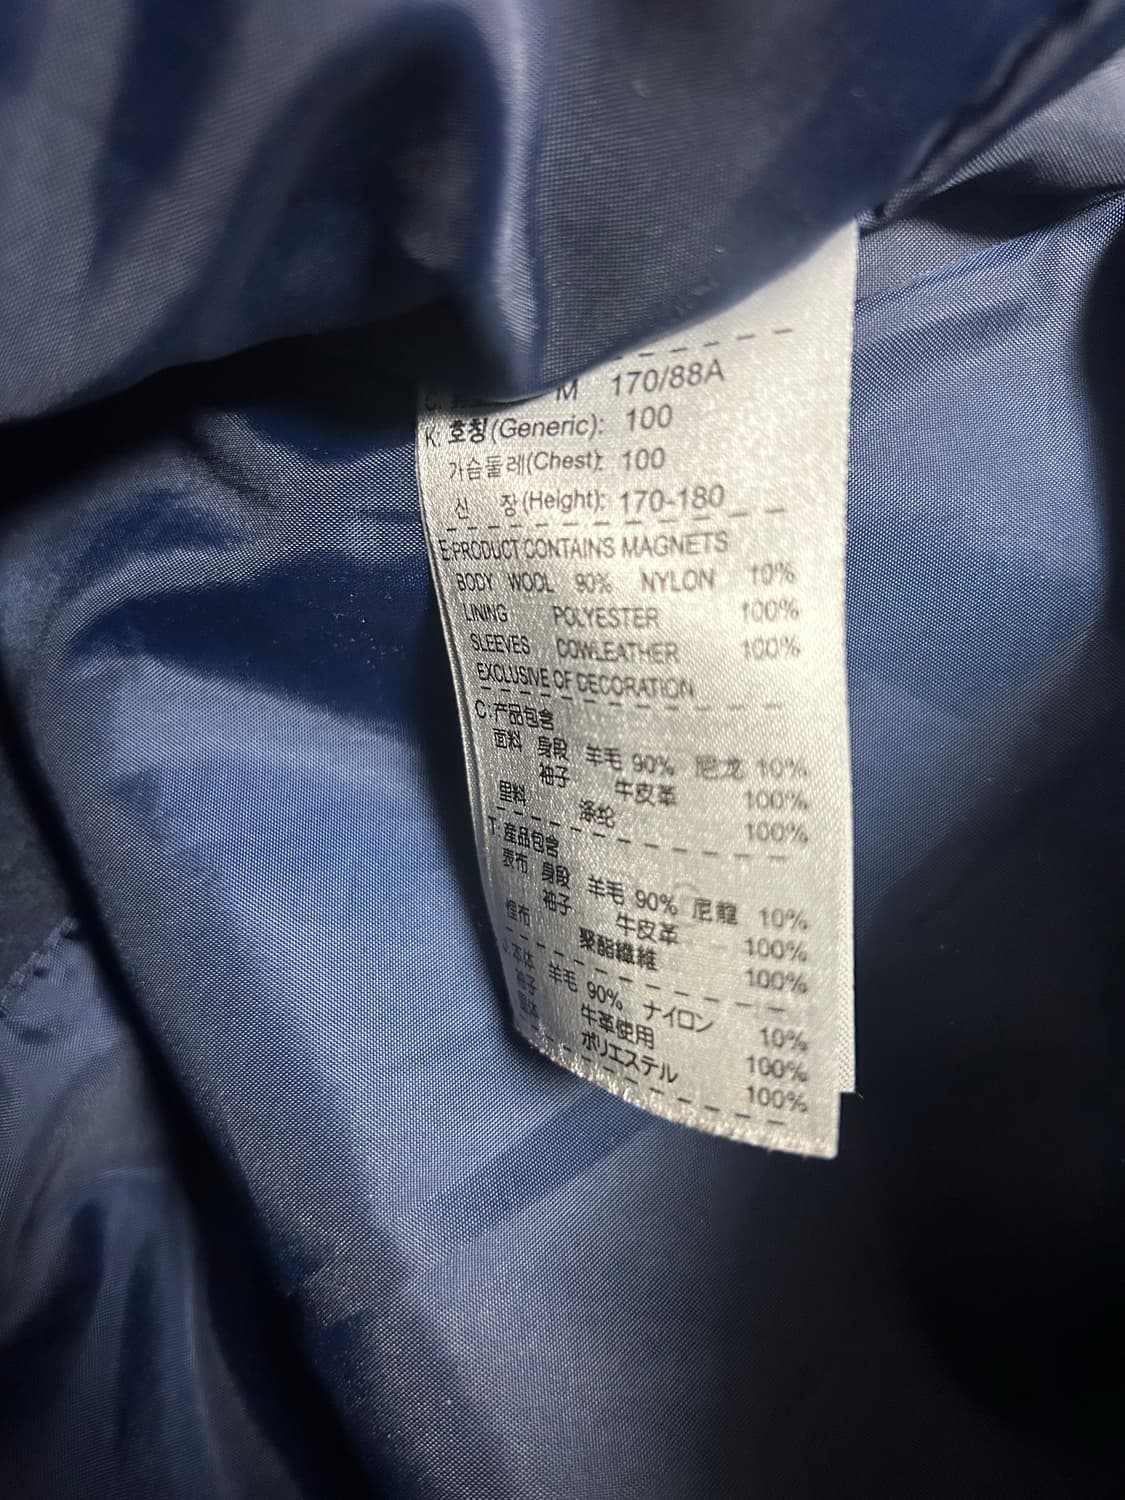 M 170/88A
K. 호칭(Generic): 100
가슴둘레(Chest): 100
신 장(Height): 170-180
E:PRODUCT CONTAINS MAGNETS
BODY WOOL 90% NYLON 10%
LINING POLYESTER 100%
SLEEVES COWLEATHER 100%
EXCLUSIVE OF DECORATION
C:产品包含
面料 身段 羊毛 90% 尼龙 10%
袖子 牛皮革 100%
里料 涤纶 100%
T:産品包含
表布 身段 羊毛 90% 尼龍 10%
袖子 牛皮革 100%
裡布 聚酯纖維 100%
J.本体 羊毛 90% ナイロン 10%
袖子 牛革使用 100%
ポリエステル 100%